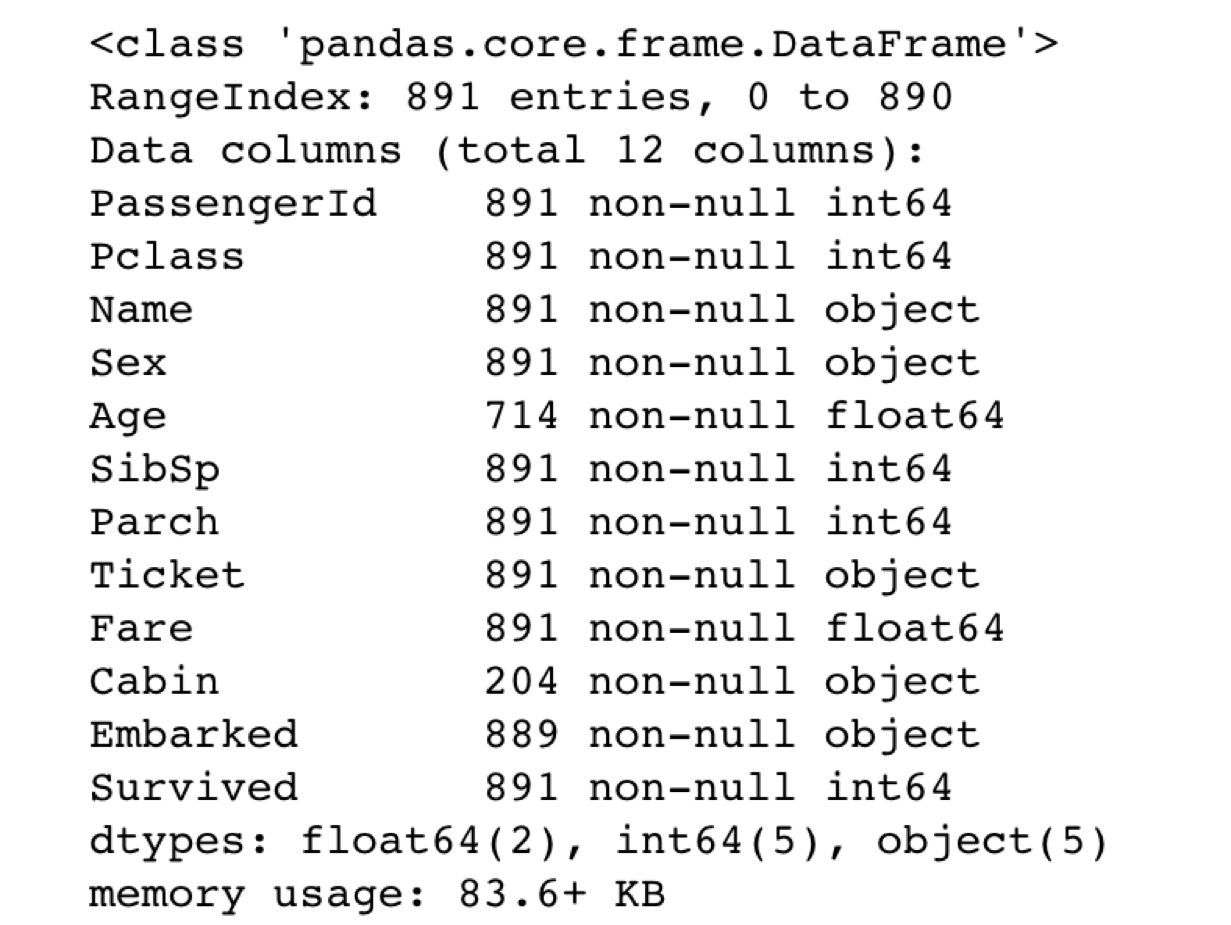 <class 'pandas.core.frame.DataFrame'>
RangeIndex: 891 entries, 0 to 890
Data columns (total 12 columns):
PassengerId    891 non-null int64
Pclass         891 non-null int64
Name           891 non-null object
Sex            891 non-null object
Age            714 non-null float64
SibSp          891 non-null int64
Parch          891 non-null int64
Ticket         891 non-null object
Fare           891 non-null float64
Cabin          204 non-null object
Embarked       889 non-null object
Survived       891 non-null int64
dtypes: float64(2), int64(5), object(5)
memory usage: 83.6+ KB